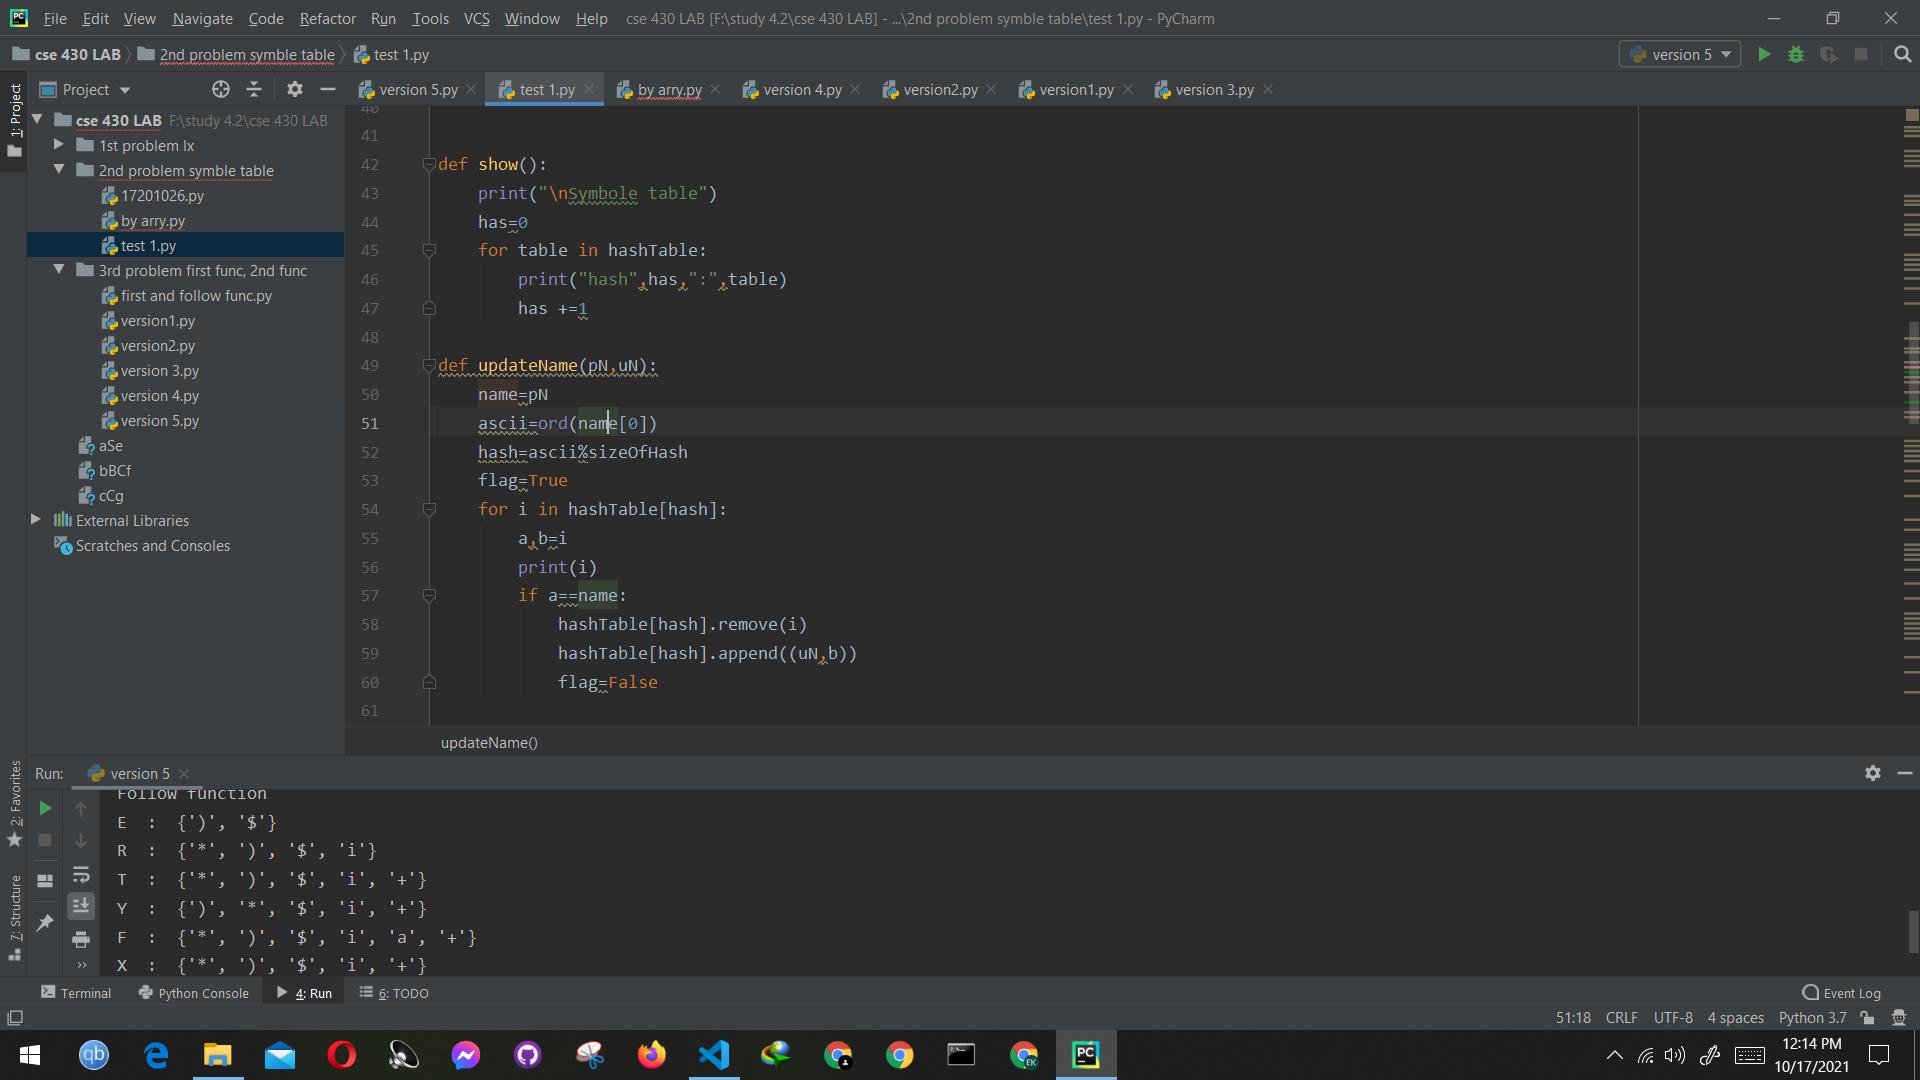 File Edit View Navigate Code Refactor Run Tools VCS Window Help cse 430 LAB [F:\study 4.2\cse 430 LAB] - ...\2nd problem symble table\test 1.py - PyCharm
cse 430 LAB 2nd problem symble table test 1.py version 5
Project version 5.py test 1.py by arry.py version 4.py version2.py version1.py version 3.py
1: Project
cse 430 LAB F:\study 4.2\cse 430 LAB
1st problem lx
2nd problem symble table
17201026.py
by arry.py
test 1.py
3rd problem first func, 2nd func
first and follow func.py
version1.py
version2.py
version 3.py
version 4.py
version 5.py
aSe
bBCf
cCg
External Libraries
Scratches and Consoles
40
41
42 def show():
43     print("\nSymbole table")
44     has=0
45     for table in hashTable:
46         print("hash",has,":",table)
47         has +=1
48
49 def updateName(pN,uN):
50     name=pN
51     ascii=ord(name[0])
52     hash=ascii%sizeOfHash
53     flag=True
54     for i in hashTable[hash]:
55         a,b=i
56         print(i)
57         if a==name:
58             hashTable[hash].remove(i)
59             hashTable[hash].append((uN,b))
60             flag=False
61
updateName()
2: Favorites
7: Structure
Run: version 5
Follow function
E : {')', '$'}
R : {'*', ')', '$', 'i'}
T : {'*', ')', '$', 'i', '+'}
Y : {')', '*', '$', 'i', '+'}
F : {'*', ')', '$', 'i', 'a', '+'}
X : {'*', ')', '$', 'i', '+'}
Terminal Python Console 4: Run 6: TODO Event Log
51:18 CRLF UTF-8 4 spaces Python 3.7
12:14 PM
10/17/2021